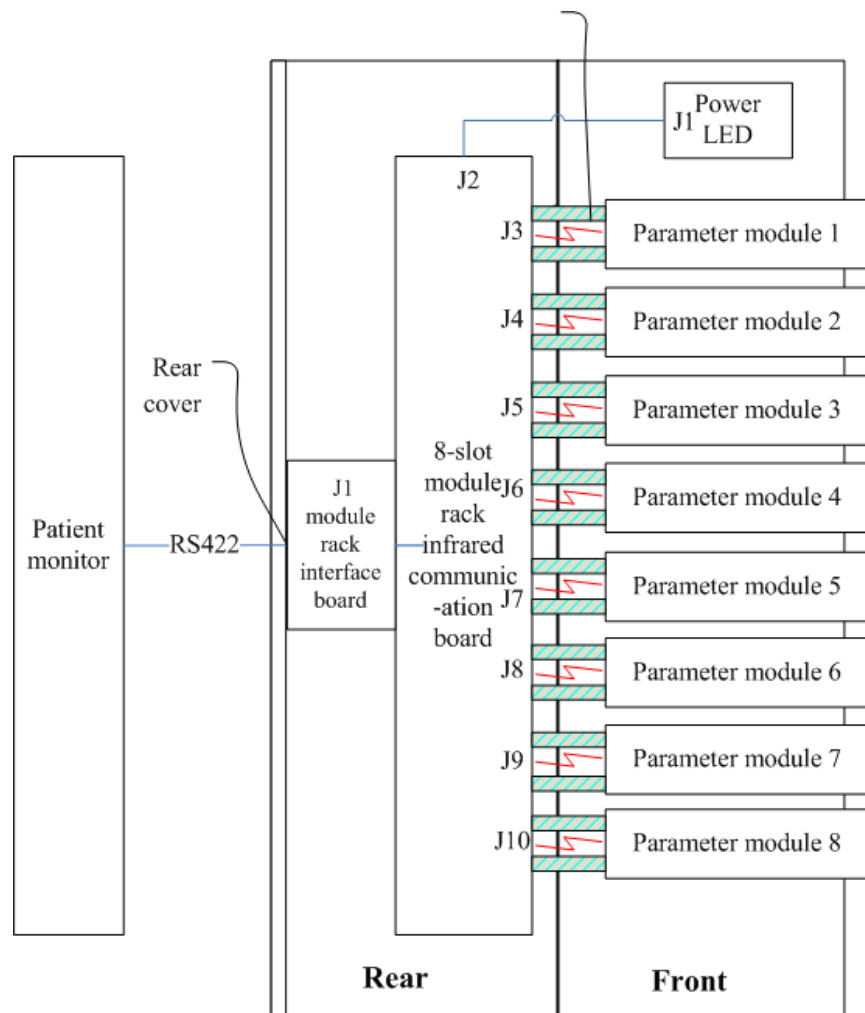 J1 Power
LED
J2
J3
Parameter module 1
J4
Parameter module 2
Rear
cover
J5
Parameter module 3
J6
Parameter module 4
8-slot
module
rack
infrared
communic
-ation
board
J1
module
rack
interface
board
Patient
monitor
RS422
J7
Parameter module 5
J8
Parameter module 6
J9
Parameter module 7
J10
Parameter module 8
Rear
Front